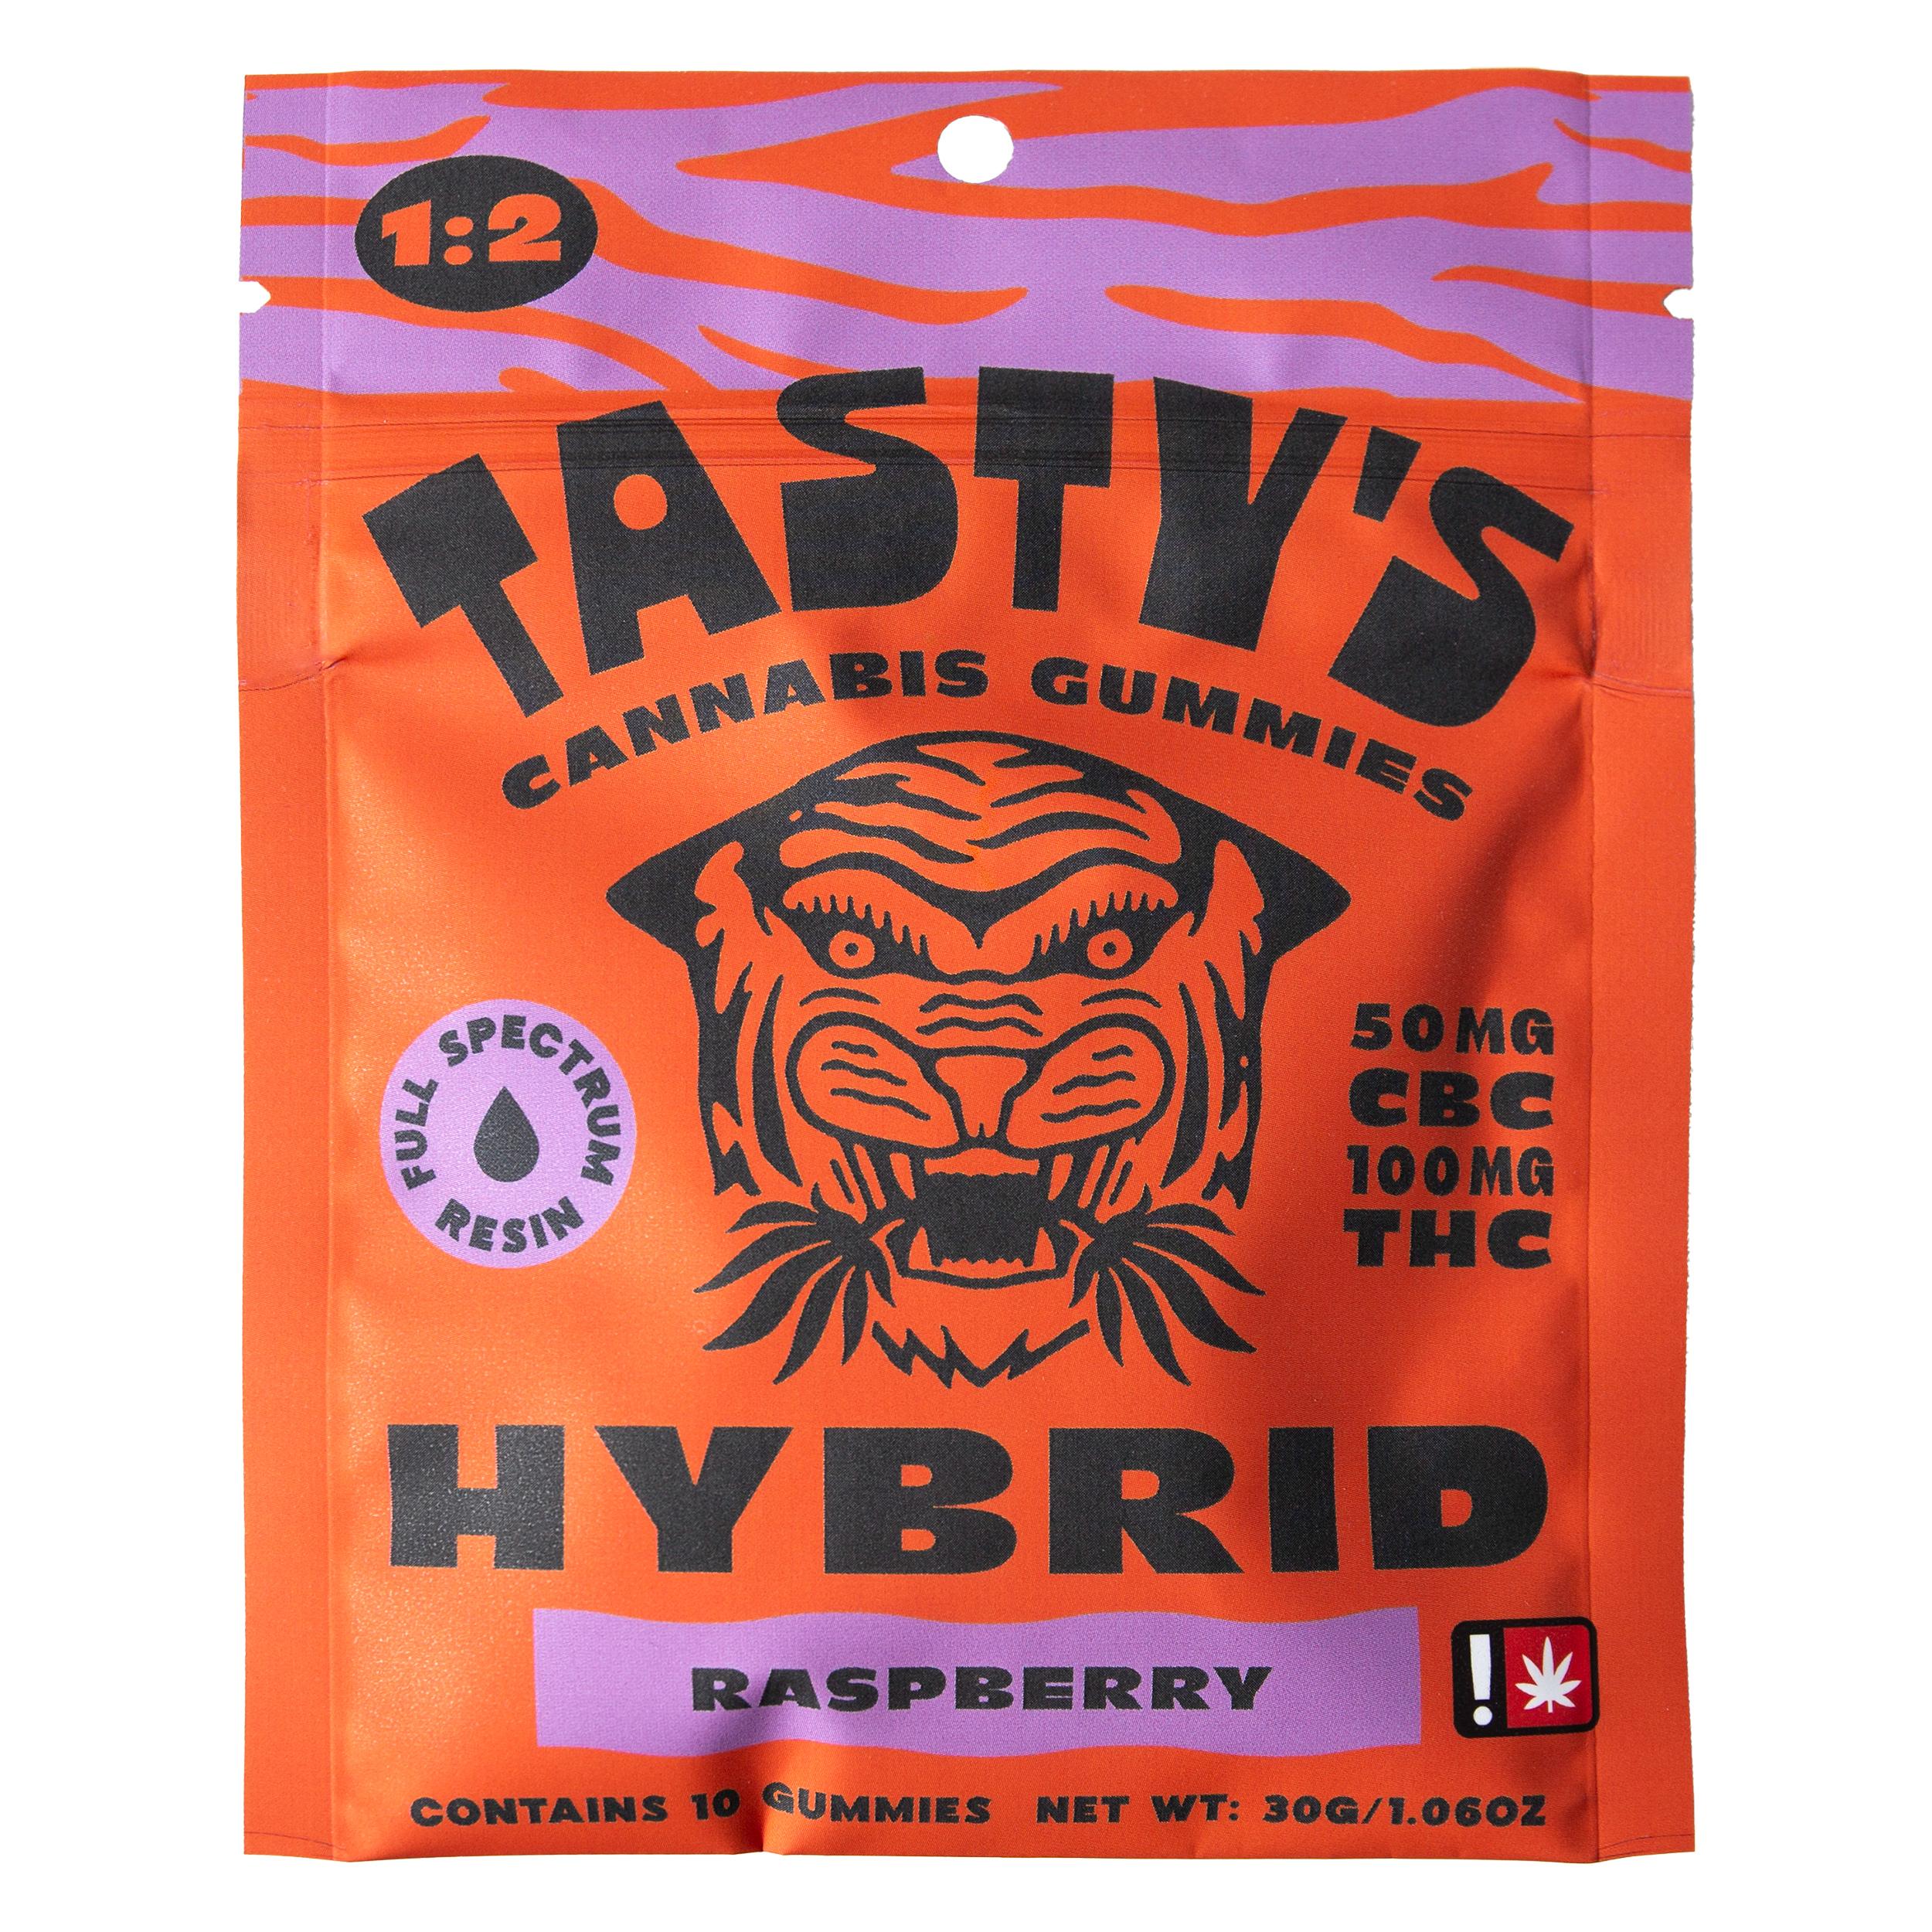 1:2
TASTY'S
CANNABIS GUMMIES
FULL SPECTRUM
RESIN
50MG
CBC
100MG
THC
HYBRID
RASPBERRY
!
CONTAINS 10 GUMMIES NET WT: 30G/1.06OZ